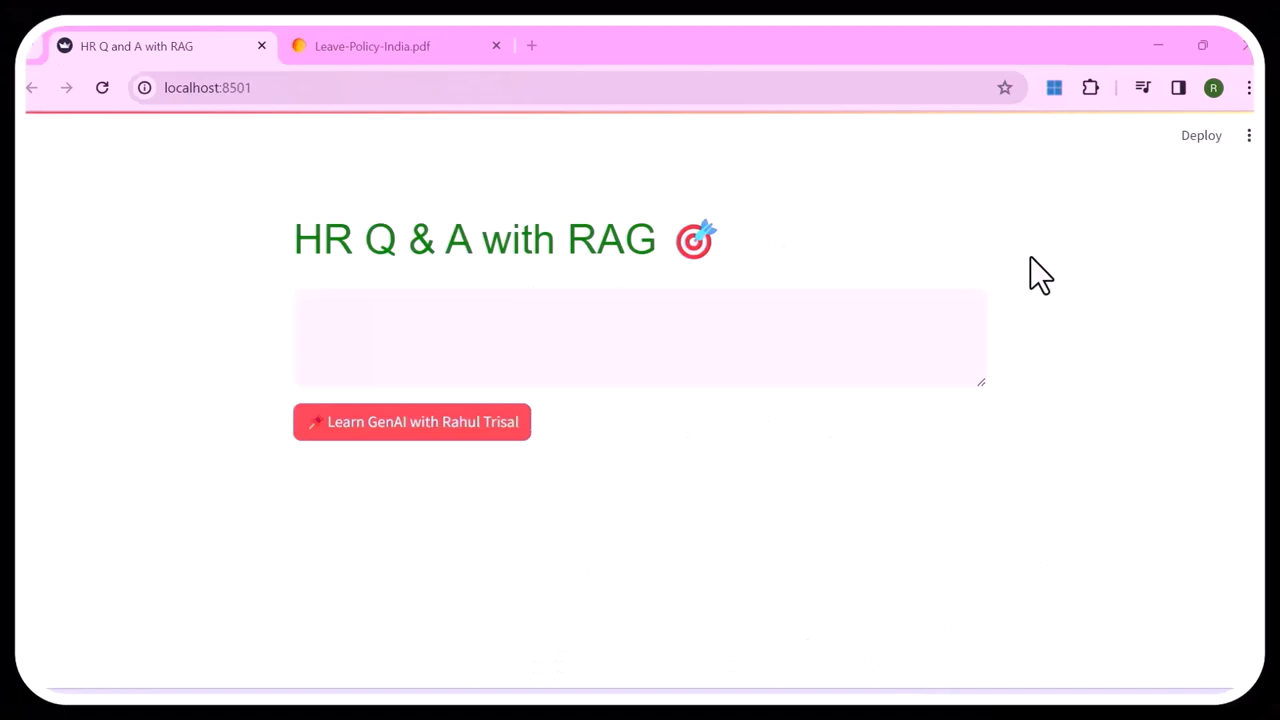 HR Q and A with RAG
Leave-Policy-India.pdf
localhost:8501
R
Deploy
HR Q & A with RAG
Learn GenAI with Rahul Trisal